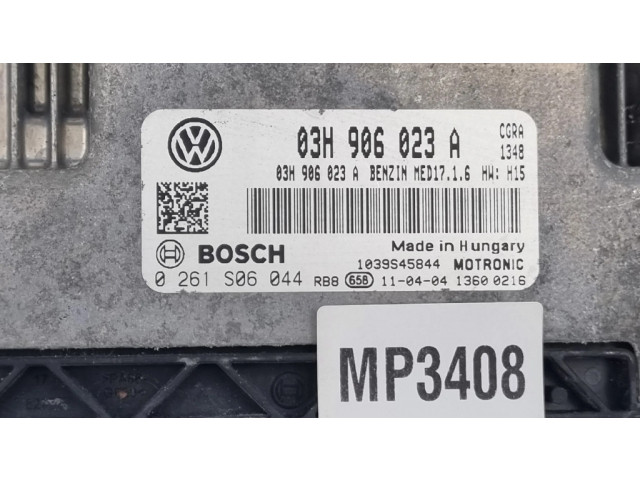 03H 906 023 A CGRA
1348
03H 906 023 A BENZIN MED17.1.6 HW: H15
BOSCH
Made in Hungary
1039S45844 MOTRONIC
0 261 S06 044 RB8 658 11-04-04 1360 0216
MP3408